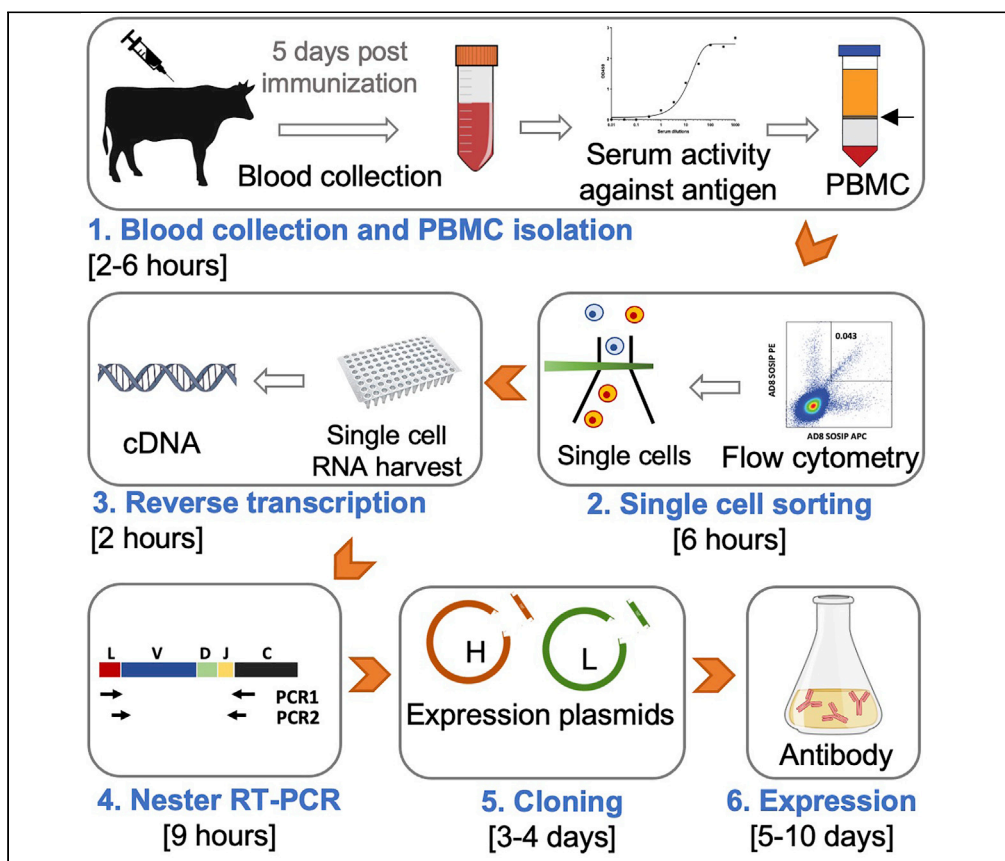 5 days post
immunization
Blood collection
Serum activity
against antigen
PBMC
Serum dilutions
1. Blood collection and PBMC isolation
[2-6 hours]
cDNA
Single cell
RNA harvest
3. Reverse transcription
[2 hours]
Single cells
0.043
AD8 SOSIP PE
AD8 SOSIP APC
Flow cytometry
2. Single cell sorting
[6 hours]
L V D J C
PCR1
PCR2
4. Nester RT-PCR
[9 hours]
H
L
Expression plasmids
5. Cloning
[3-4 days]
Antibody
6. Expression
[5-10 days]